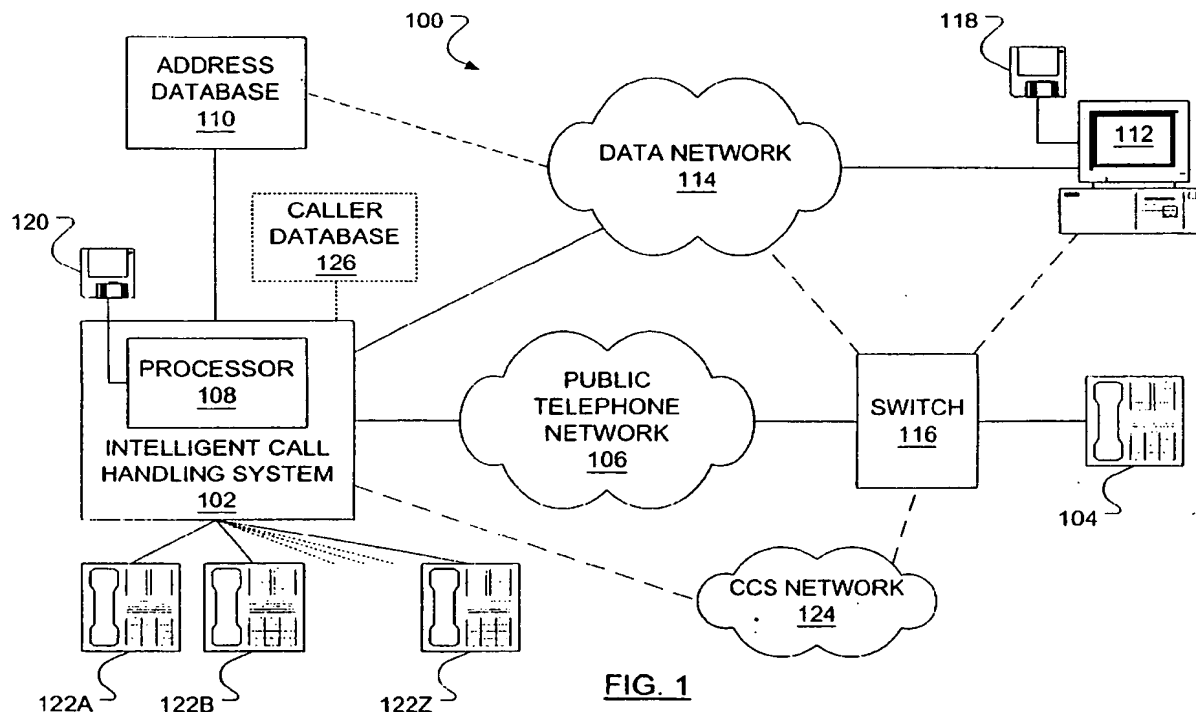 100
118
ADDRESS
DATABASE
110
DATA NETWORK
114
112
CALLER
DATABASE
126
120
PROCESSOR
108
INTELLIGENT CALL
HANDLING SYSTEM
102
PUBLIC
TELEPHONE
NETWORK
106
SWITCH
116
104
CCS NETWORK
124
122A
122B
122Z
FIG. 1